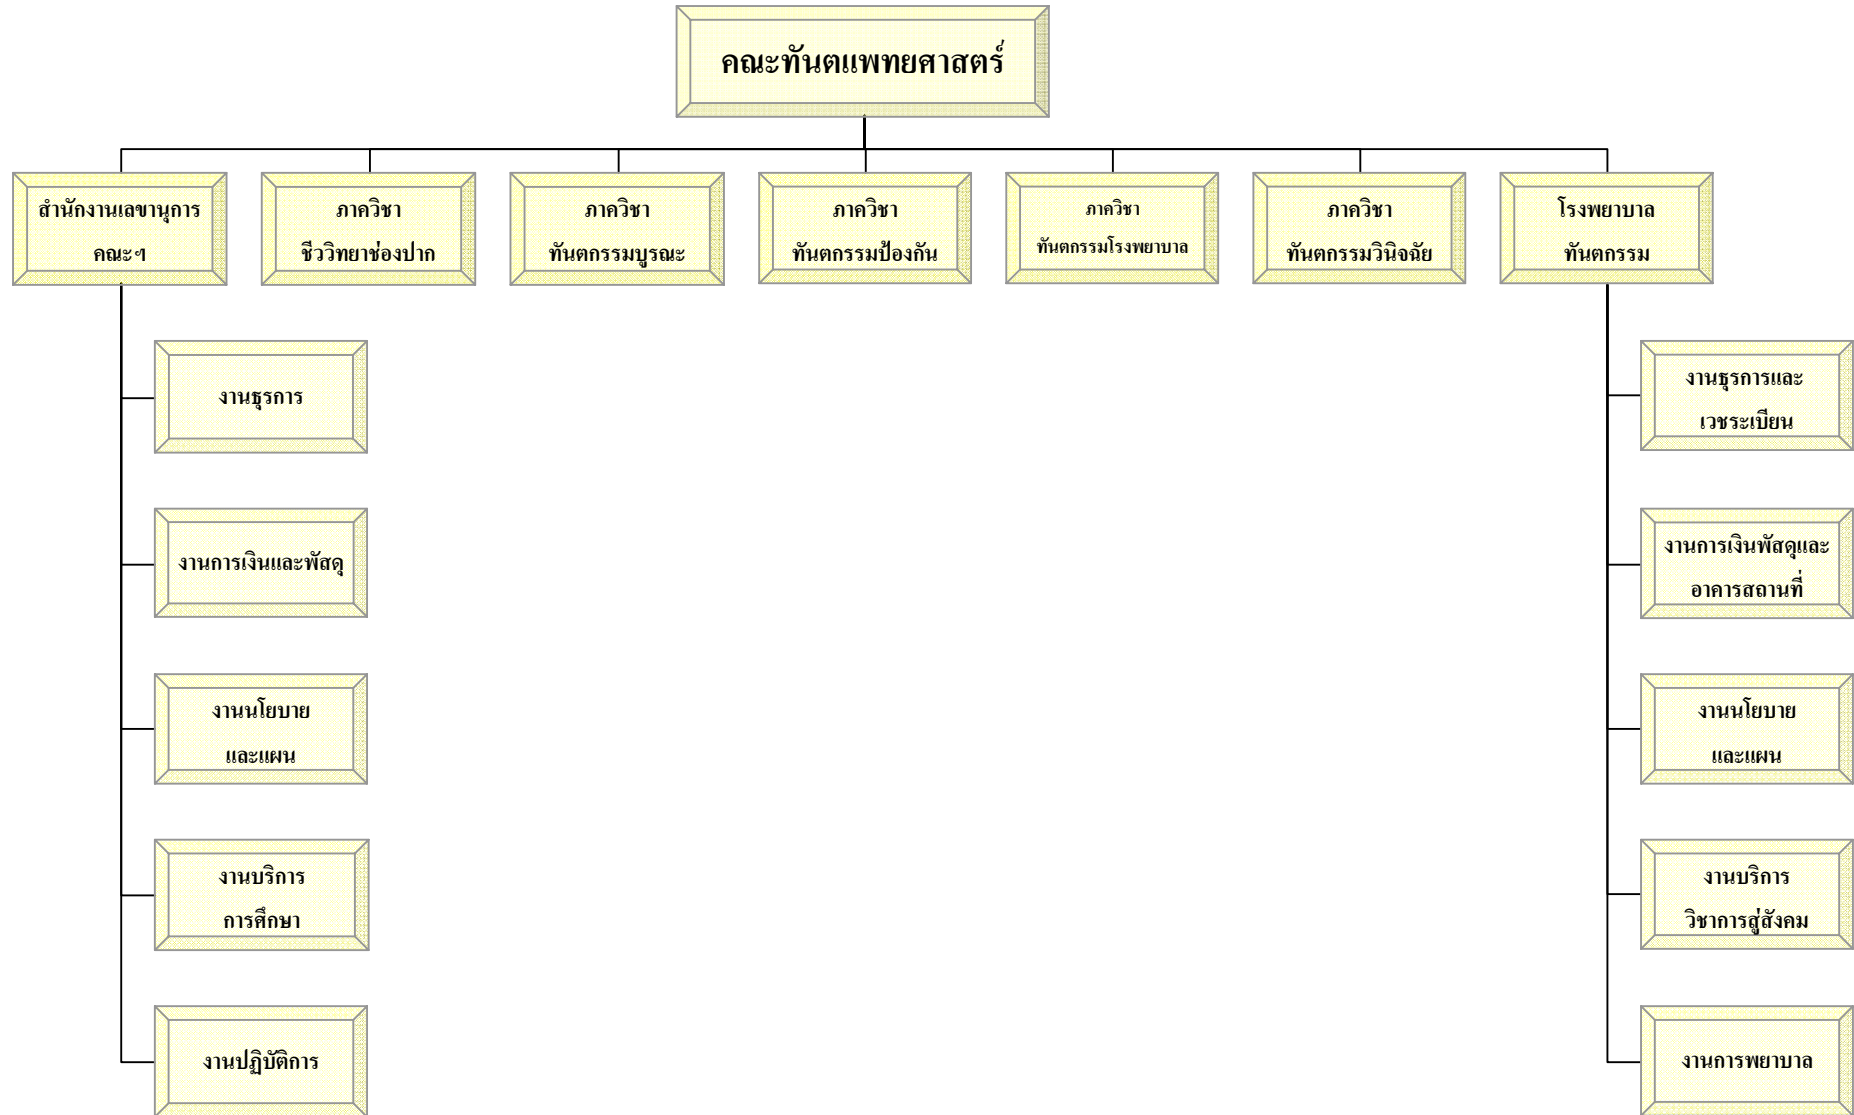 คณะทันตแพทยศาสตร์
สำนักงานเลขานุการ
คณะฯ
ภาควิชา
ชีววิทยาช่องปาก
ภาควิชา
ทันตกรรมบูรณะ
ภาควิชา
ทันตกรรมป้องกัน
ภาควิชา
ทันตกรรมโรงพยาบาล
ภาควิชา
ทันตกรรมวินิจฉัย
โรงพยาบาล
ทันตกรรม
งานธุรการ
งานการเงินและพัสดุ
งานนโยบาย
และแผน
งานบริการ
การศึกษา
งานปฏิบัติการ
งานธุรการและ
เวชระเบียน
งานการเงินพัสดุและ
อาคารสถานที่
งานนโยบาย
และแผน
งานบริการ
วิชาการสู่สังคม
งานการพยาบาล